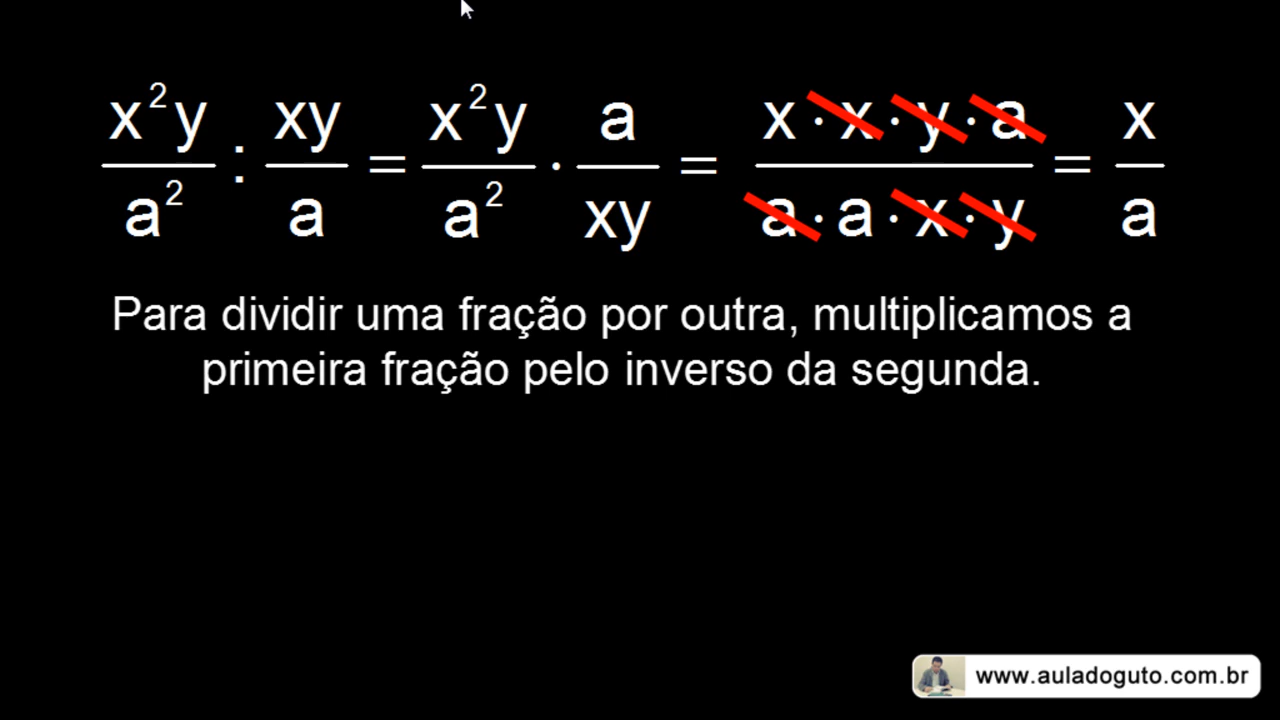 x²y/a² : xy/a = x²y/a² · a/xy = x · x · y · a/a · a · x · y = x/a
Para dividir uma fração por outra, multiplicamos a
primeira fração pelo inverso da segunda.
www.auladoguto.com.br